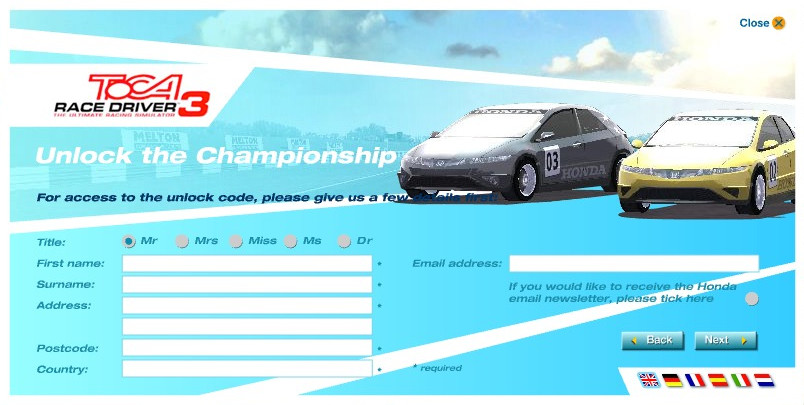 Close
TOCA
RACE DRIVER 3
THE ULTIMATE RACING SIMULATOR
MELTON MELTON
Unlock the Championship
For access to the unlock code, please give us a few details first!
HONDA
HONDA
03
HONDA
Title: Mr Mrs Miss Ms Dr
First name: *
Email address:
Surname: *
If you would like to receive the Honda
email newsletter, please tick here
Address: *
Postcode: *
Country: *
* required
Back Next